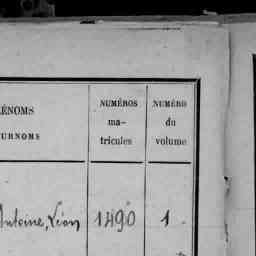 ÉNOMS
URNOMS
NUMÉROS
ma-
tricules
NUMÉRO
du
volume
Antoine, Léon
1490
1